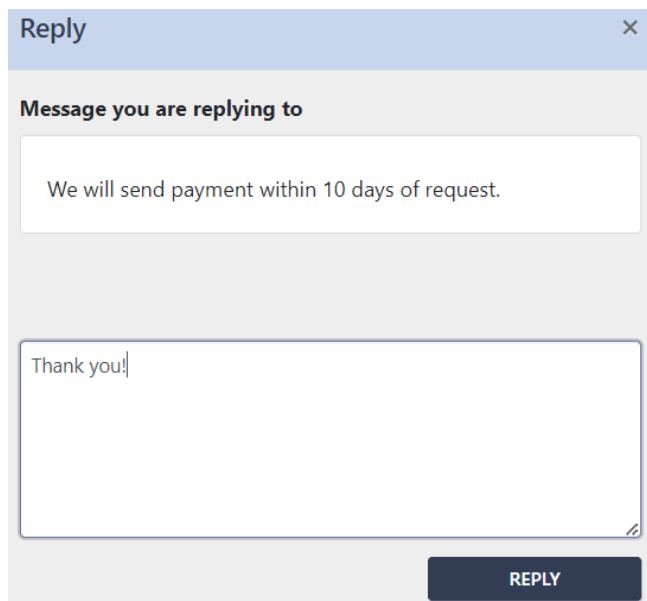 Reply
Message you are replying to
We will send payment within 10 days of request.
Thank you!
REPLY